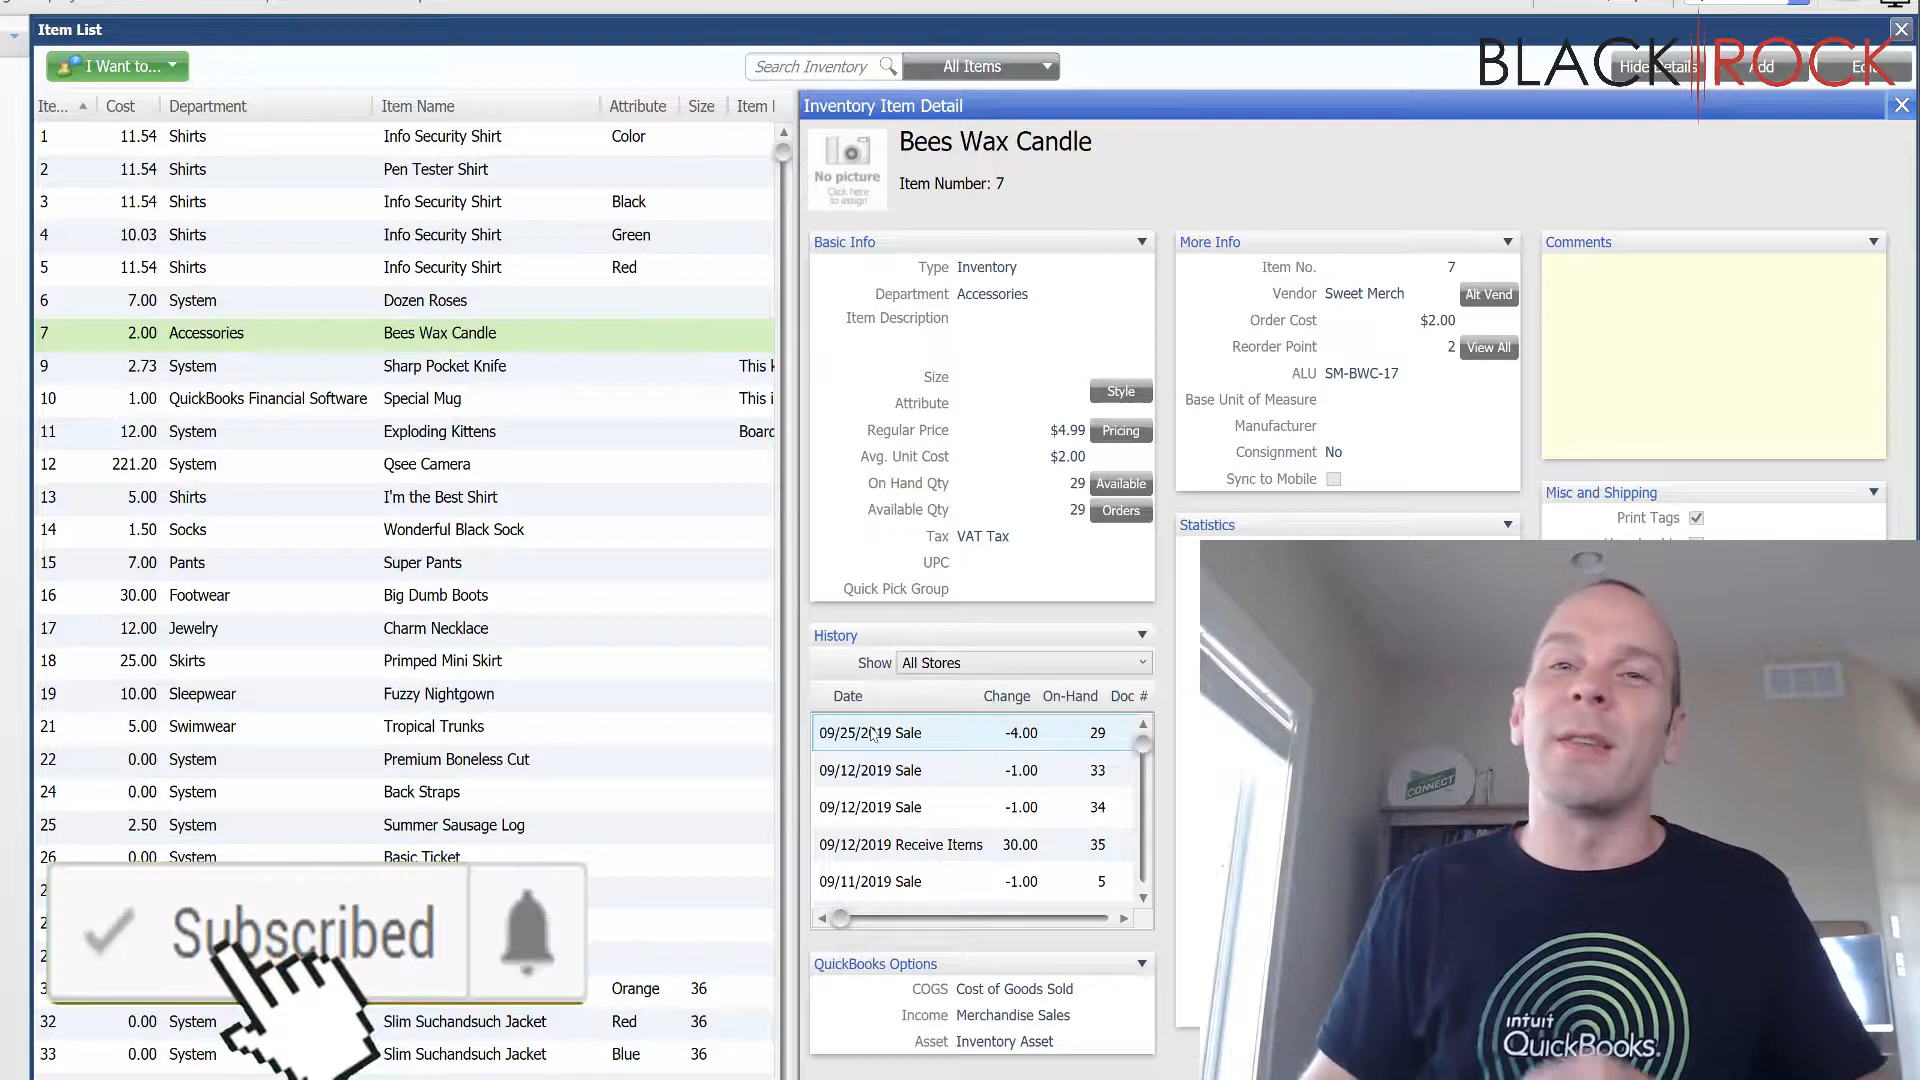 Item List
BLACK ROCK
I Want to...
Search Inventory
All Items
Hide Details
Add
Ite...
Cost
Department
Item Name
Attribute
Size
1 11.54 Shirts Info Security Shirt Color
2 11.54 Shirts Pen Tester Shirt
3 11.54 Shirts Info Security Shirt Black
4 10.03 Shirts Info Security Shirt Green
5 11.54 Shirts Info Security Shirt Red
6 7.00 System Dozen Roses
7 2.00 Accessories Bees Wax Candle
9 2.73 System Sharp Pocket Knife This
10 1.00 QuickBooks Financial Software Special Mug This i
11 12.00 System Exploding Kittens Board
12 221.20 System Qsee Camera
13 5.00 Shirts I'm the Best Shirt
14 1.50 Socks Wonderful Black Sock
15 7.00 Pants Super Pants
16 30.00 Footwear Big Dumb Boots
17 12.00 Jewelry Charm Necklace
18 25.00 Skirts Primped Mini Skirt
19 10.00 Sleepwear Fuzzy Nightgown
21 5.00 Swimwear Tropical Trunks
22 0.00 System Premium Boneless Cut
24 0.00 System Back Straps
25 2.50 System Summer Sausage Log
26 0.00 System Basic Ticket
Subscribed
Orange 36
32 0.00 System Slim Suchandsuch Jacket Red 36
33 0.00 System Slim Suchandsuch Jacket Blue 36
Inventory Item Detail
No picture
Click here
to assign
Bees Wax Candle
Item Number: 7
Basic Info
Type Inventory
Department Accessories
Item Description
Size
Style
Attribute
Regular Price $4.99 Pricing
Avg. Unit Cost $2.00
On Hand Qty 29 Available
Available Qty 29 Orders
Tax VAT Tax
UPC
Quick Pick Group
History
Show All Stores
Date Change On-Hand Doc #
09/25/2019 Sale -4.00 29
09/12/2019 Sale -1.00 33
09/12/2019 Sale -1.00 34
09/12/2019 Receive Items 30.00 35
09/11/2019 Sale -1.00 5
QuickBooks Options
COGS Cost of Goods Sold
Income Merchandise Sales
Asset Inventory Asset
More Info
Item No. 7
Vendor Sweet Merch Alt Vend
Order Cost $2.00
Reorder Point 2 View All
ALU SM-BWC-17
Base Unit of Measure
Manufacturer
Consignment No
Sync to Mobile
Statistics
Comments
Misc and Shipping
Print Tags
CONNECT
intuit
QuickBooks.